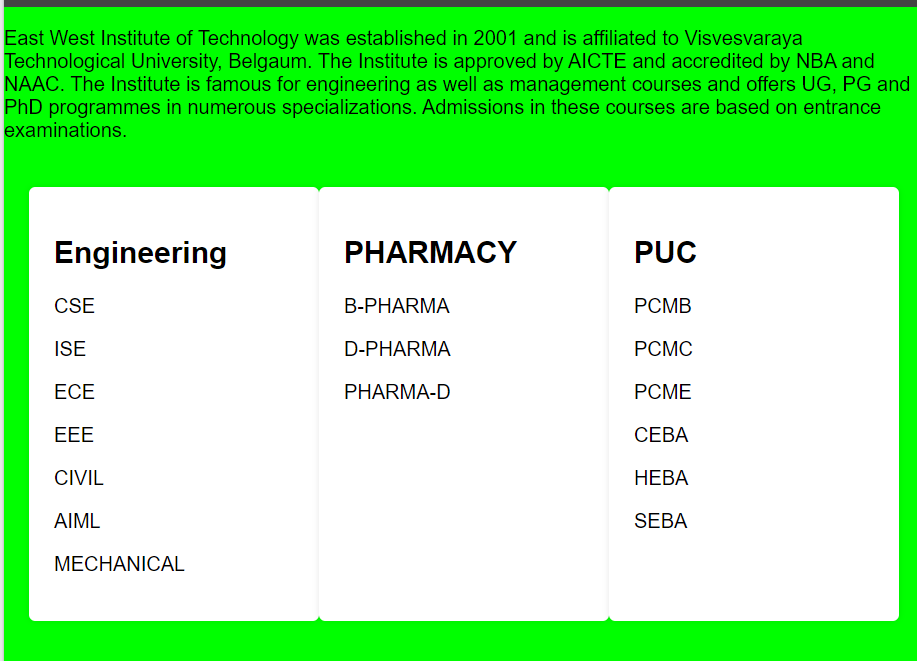 East West Institute of Technology was established in 2001 and is affiliated to Visvesvaraya
Technological University, Belgaum. The Institute is approved by AICTE and accredited by NBA and
NAAC. The Institute is famous for engineering as well as management courses and offers UG, PG and
PhD programmes in numerous specializations. Admissions in these courses are based on entrance
examinations.
Engineering
CSE
ISE
ECE
EEE
CIVIL
AIML
MECHANICAL
PHARMACY
B-PHARMA
D-PHARMA
PHARMA-D
PUC
PCMB
PCMC
PCME
CEBA
HEBA
SEBA